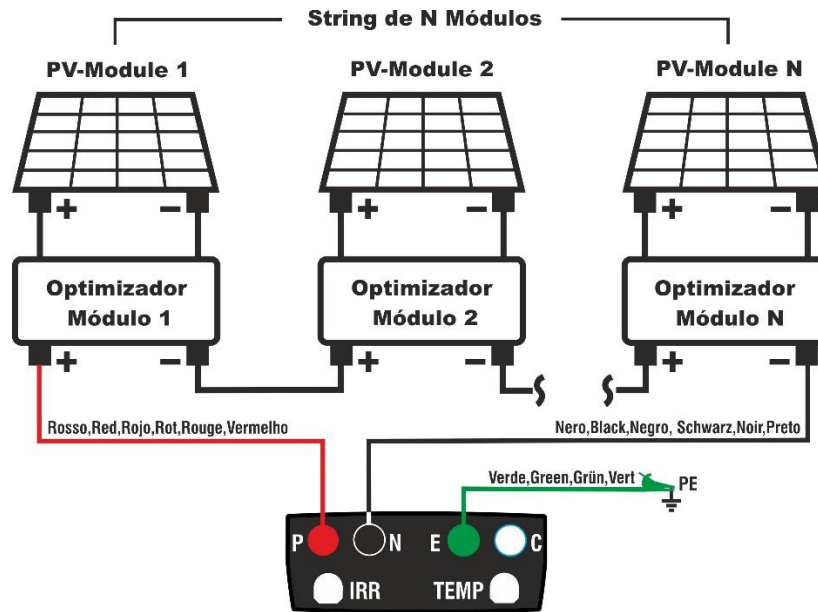 String de N Módulos
PV-Module 1
PV-Module 2
PV-Module N
+ −
+ −
+ −
Optimizador
Módulo 1
Optimizador
Módulo 2
Optimizador
Módulo N
+ −
+ −
+ −
Rosso,Red,Rojo,Rot,Rouge,Vermelho
Nero,Black,Negro, Schwarz,Noir,Preto
Verde,Green,Grün,Vert
PE
P N E C
IRR TEMP